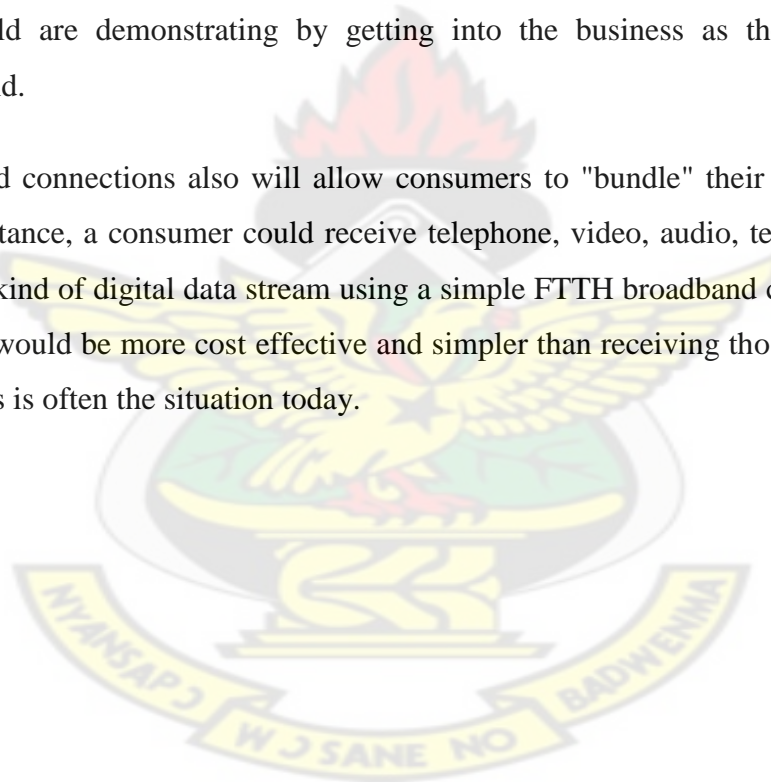 ld are demonstrating by getting into the business as th
d.
d connections also will allow consumers to "bundle" their
tance, a consumer could receive telephone, video, audio, te
kind of digital data stream using a simple FTTH broadband c
would be more cost effective and simpler than receiving tho
s is often the situation today.
NYANSAPƆ
WƆ SANE NO
BADWENMA